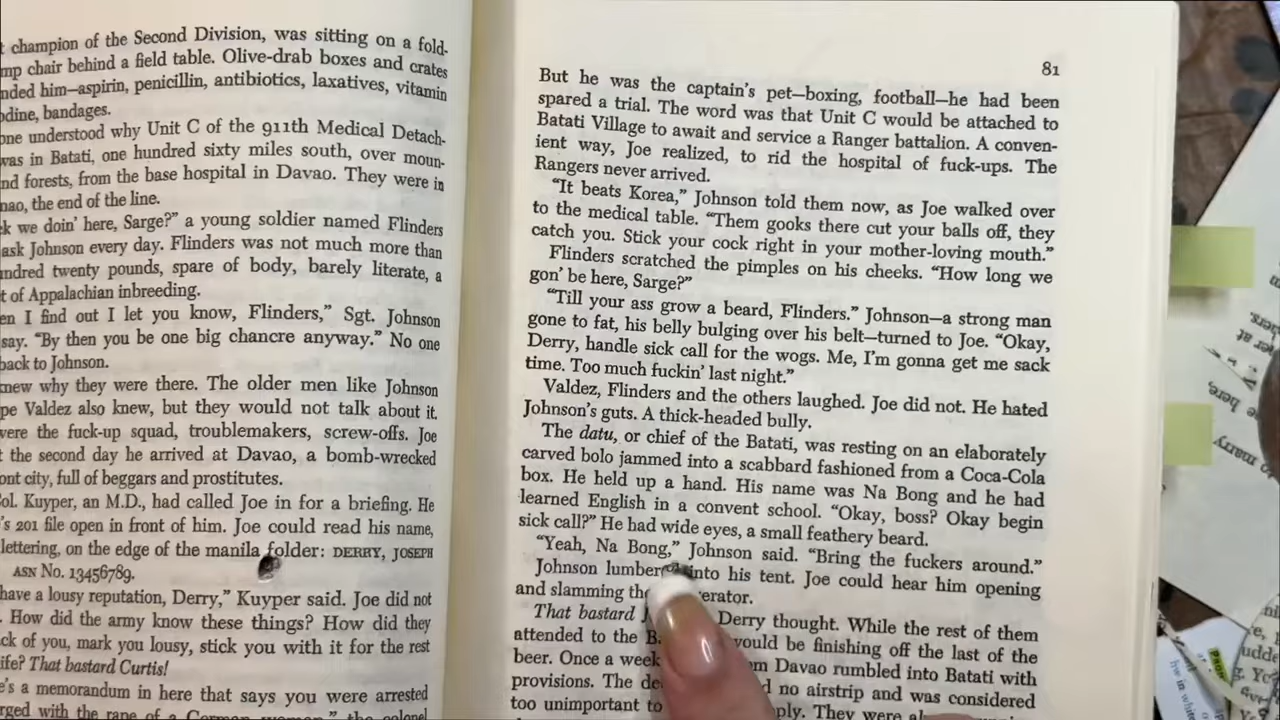 champion of the Second Division, was sitting on a fold-
mp chair behind a field table. Olive-drab boxes and crates
nded him—aspirin, penicillin, antibiotics, laxatives, vitamin
odine, bandages.
one understood why Unit C of the 911th Medical Detach-
was in Batati, one hundred sixty miles south, over moun-
nd forests, from the base hospital in Davao. They were in
nao, the end of the line.
k we doin' here, Sarge?" a young soldier named Flinders
ask Johnson every day. Flinders was not much more than
undred twenty pounds, spare of body, barely literate, a
t of Appalachian inbreeding.
en I find out I let you know, Flinders," Sgt. Johnson
say. "By then you be one big chancre anyway." No one
back to Johnson.
new why they were there. The older men like Johnson
pe Valdez also knew, but they would not talk about it.
were the fuck-up squad, troublemakers, screw-offs. Joe
t the second day he arrived at Davao, a bomb-wrecked
ont city, full of beggars and prostitutes.
ol. Kuyper, an M.D., had called Joe in for a briefing. He
's 201 file open in front of him. Joe could read his name,
lettering, on the edge of the manila folder: DERRY, JOSEPH
ASN No. 13456789.
have a lousy reputation, Derry," Kuyper said. Joe did not
. How did the army know these things? How did they
ck of you, mark you lousy, stick you with it for the rest
ife? That bastard Curtis!
e's a memorandum in here that says you were arrested
rged with the rape of a German woman," the colonel
81
But he was the captain's pet—boxing, football—he had been
spared a trial. The word was that Unit C would be attached to
Batati Village to await and service a Ranger battalion. A conven-
ient way, Joe realized, to rid the hospital of fuck-ups. The
Rangers never arrived.
"It beats Korea," Johnson told them now, as Joe walked over
to the medical table. "Them gooks there cut your balls off, they
catch you. Stick your cock right in your mother-loving mouth."
Flinders scratched the pimples on his cheeks. "How long we
gon' be here, Sarge?"
"Till your ass grow a beard, Flinders." Johnson—a strong man
gone to fat, his belly bulging over his belt—turned to Joe. "Okay,
Derry, handle sick call for the wogs. Me, I'm gonna get me sack
time. Too much fuckin' last night."
Valdez, Flinders and the others laughed. Joe did not. He hated
Johnson's guts. A thick-headed bully.
The datu, or chief of the Batati, was resting on an elaborately
carved bolo jammed into a scabbard fashioned from a Coca-Cola
box. He held up a hand. His name was Na Bong and he had
learned English in a convent school. "Okay, boss? Okay begin
sick call?" He had wide eyes, a small feathery beard.
"Yeah, Na Bong," Johnson said. "Bring the fuckers around."
Johnson lumber into his tent. Joe could hear him opening
and slamming th erator.
That bastard J Derry thought. While the rest of them
attended to the Ba would be finishing off the last of the
beer. Once a week m Davao rumbled into Batati with
provisions. The de d no airstrip and was considered
too unimportant to ply. They were